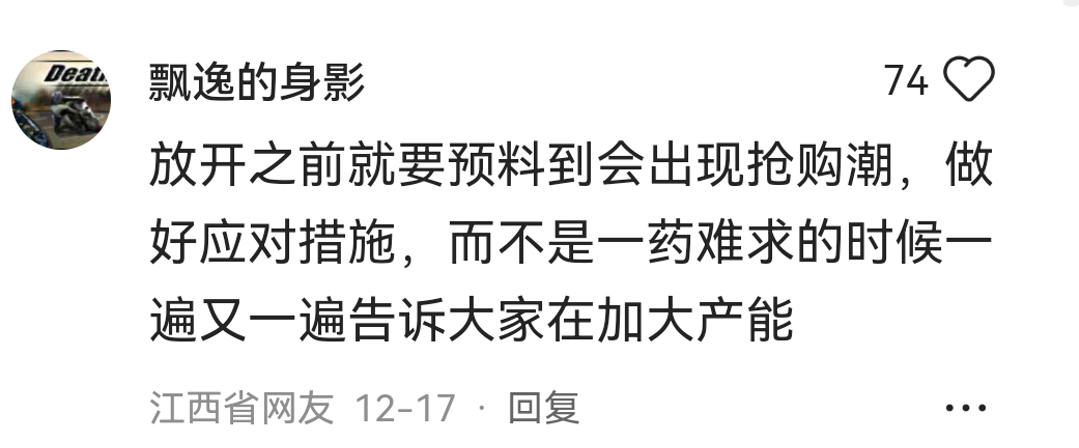 Death
飘逸的身影
74
放开之前就要预料到会出现抢购潮，做
好应对措施，而不是一药难求的时候一
遍又一遍告诉大家在加大产能
江西省网友 12-17 · 回复